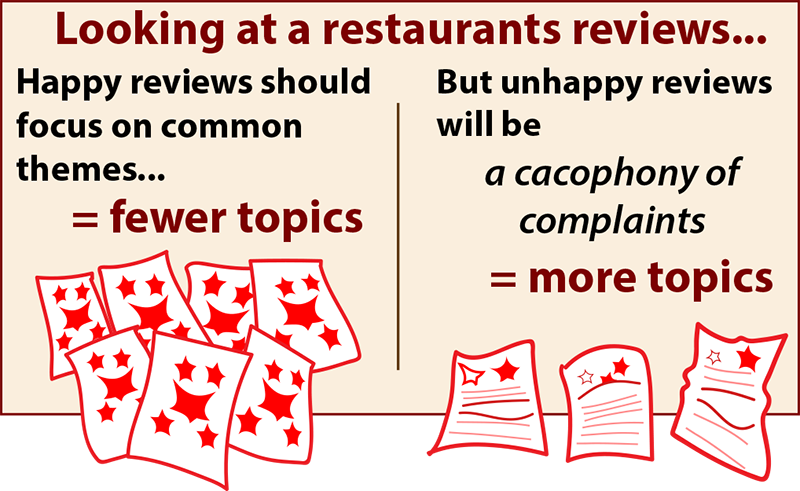 Looking at a restaurants reviews...
Happy reviews should
focus on common
themes...
= fewer topics
But unhappy reviews
will be
a cacophony of
complaints
= more topics